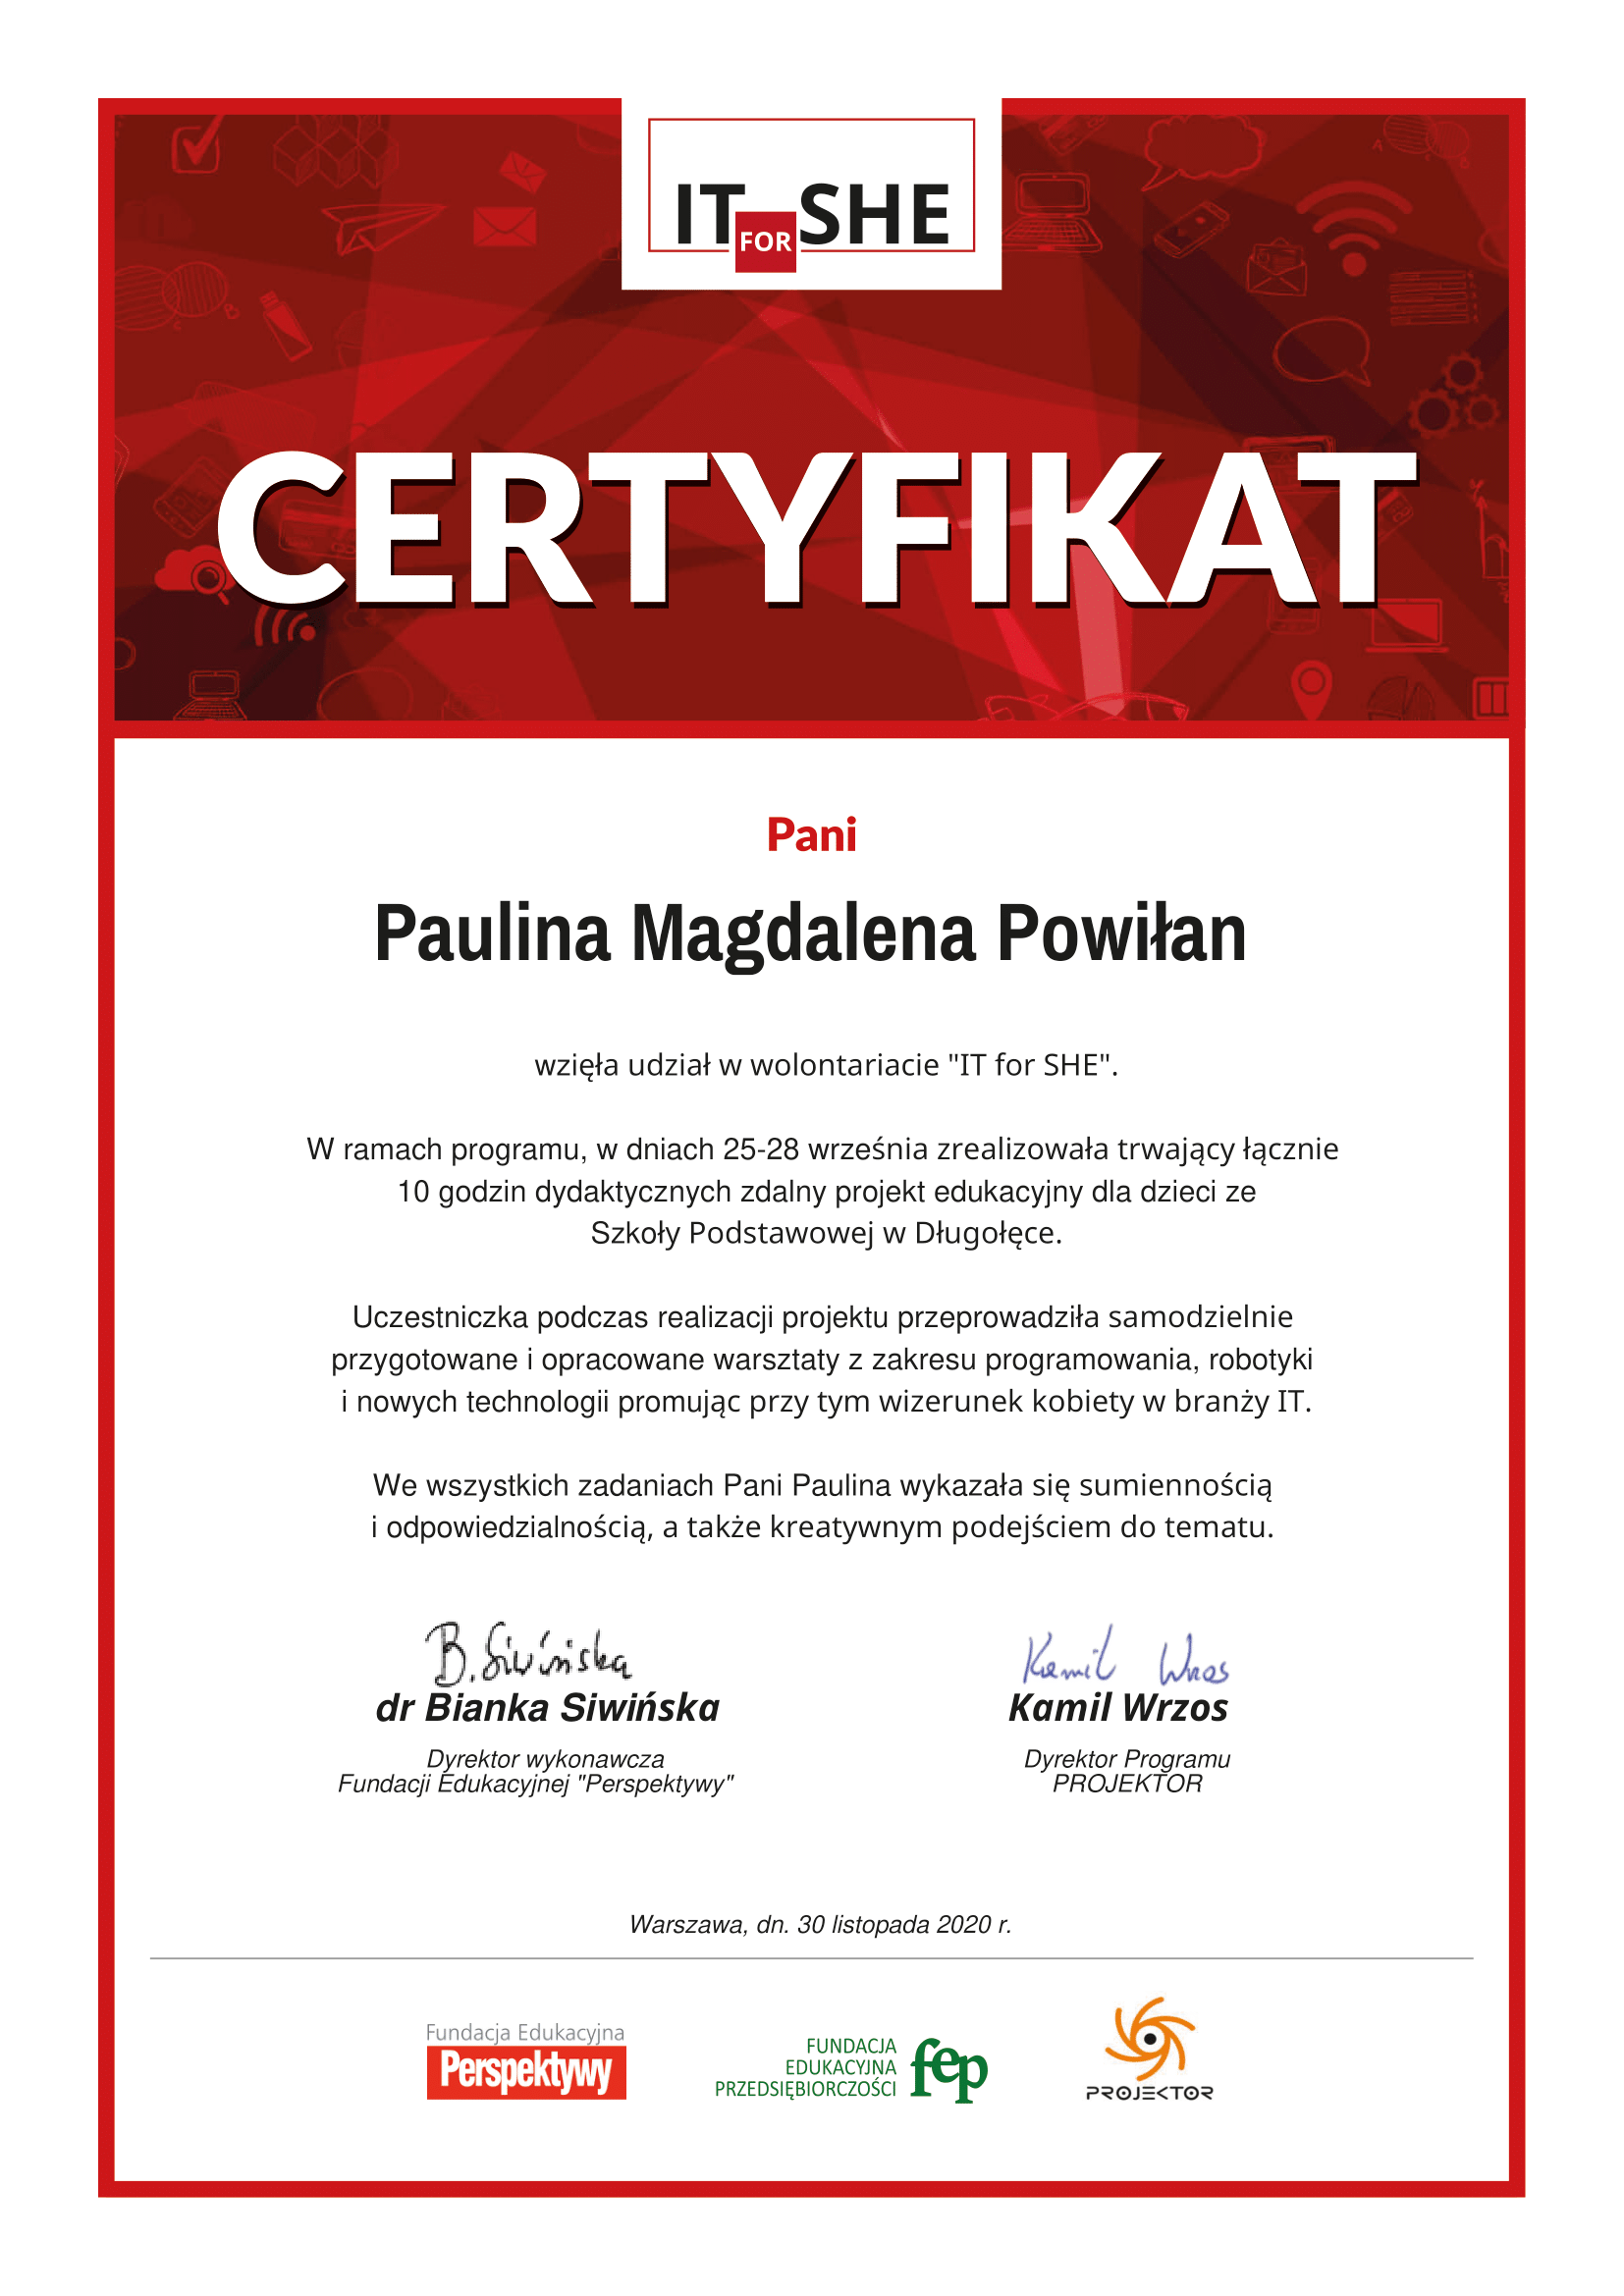 IT FOR SHE
CERTYFIKAT
Pani
Paulina Magdalena Powiłan
wzięła udział w wolontariacie "IT for SHE".
W ramach programu, w dniach 25-28 września zrealizowała trwający łącznie
10 godzin dydaktycznych zdalny projekt edukacyjny dla dzieci ze
Szkoły Podstawowej w Długołęce.
Uczestniczka podczas realizacji projektu przeprowadziła samodzielnie
przygotowane i opracowane warsztaty z zakresu programowania, robotyki
i nowych technologii promując przy tym wizerunek kobiety w branży IT.
We wszystkich zadaniach Pani Paulina wykazała się sumiennością
i odpowiedzialnością, a także kreatywnym podejściem do tematu.
B. Siwińska
dr Bianka Siwińska
Dyrektor wykonawcza
Fundacji Edukacyjnej "Perspektywy"
Kamil Wrzos
Kamil Wrzos
Dyrektor Programu
PROJEKTOR
Warszawa, dn. 30 listopada 2020 r.
Fundacja Edukacyjna
Perspektywy
FUNDACJA
EDUKACYJNA
PRZEDSIĘBIORCZOŚCI
fep
PROJEKTOR